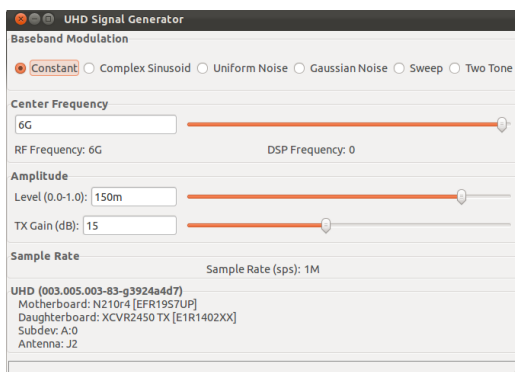 UHD Signal Generator
Baseband Modulation
Constant Complex Sinusoid Uniform Noise Gaussian Noise Sweep Two Tone
Center Frequency
6G
RF Frequency: 6G DSP Frequency: 0
Amplitude
Level (0.0-1.0): 150m
TX Gain (dB): 15
Sample Rate
Sample Rate (sps): 1M
UHD (003.005.003-83-g3924a4d7)
Motherboard: N210r4 [EFR19S7UP]
Daughterboard: XCVR2450 TX [E1R1402XX]
Subdev: A:0
Antenna: J2